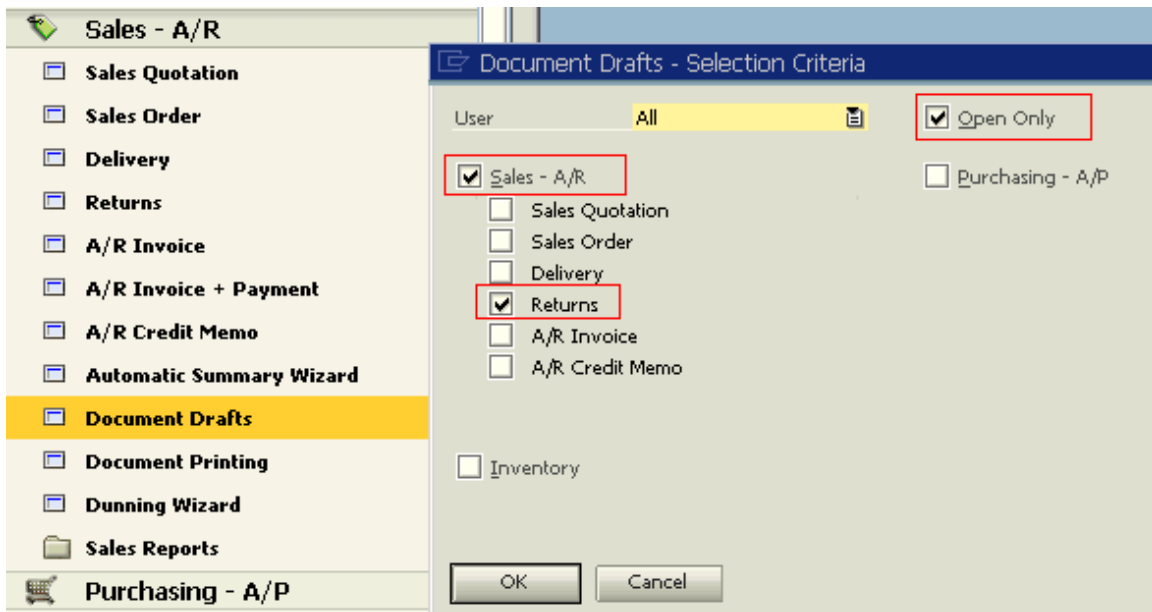 Sales - A/R
Sales Quotation
Sales Order
Delivery
Returns
A/R Invoice
A/R Invoice + Payment
A/R Credit Memo
Automatic Summary Wizard
Document Drafts
Document Printing
Dunning Wizard
Sales Reports
Purchasing - A/P
Document Drafts - Selection Criteria
User All Open Only
Sales - A/R Purchasing - A/P
Sales Quotation
Sales Order
Delivery
Returns
A/R Invoice
A/R Credit Memo
Inventory
OK Cancel